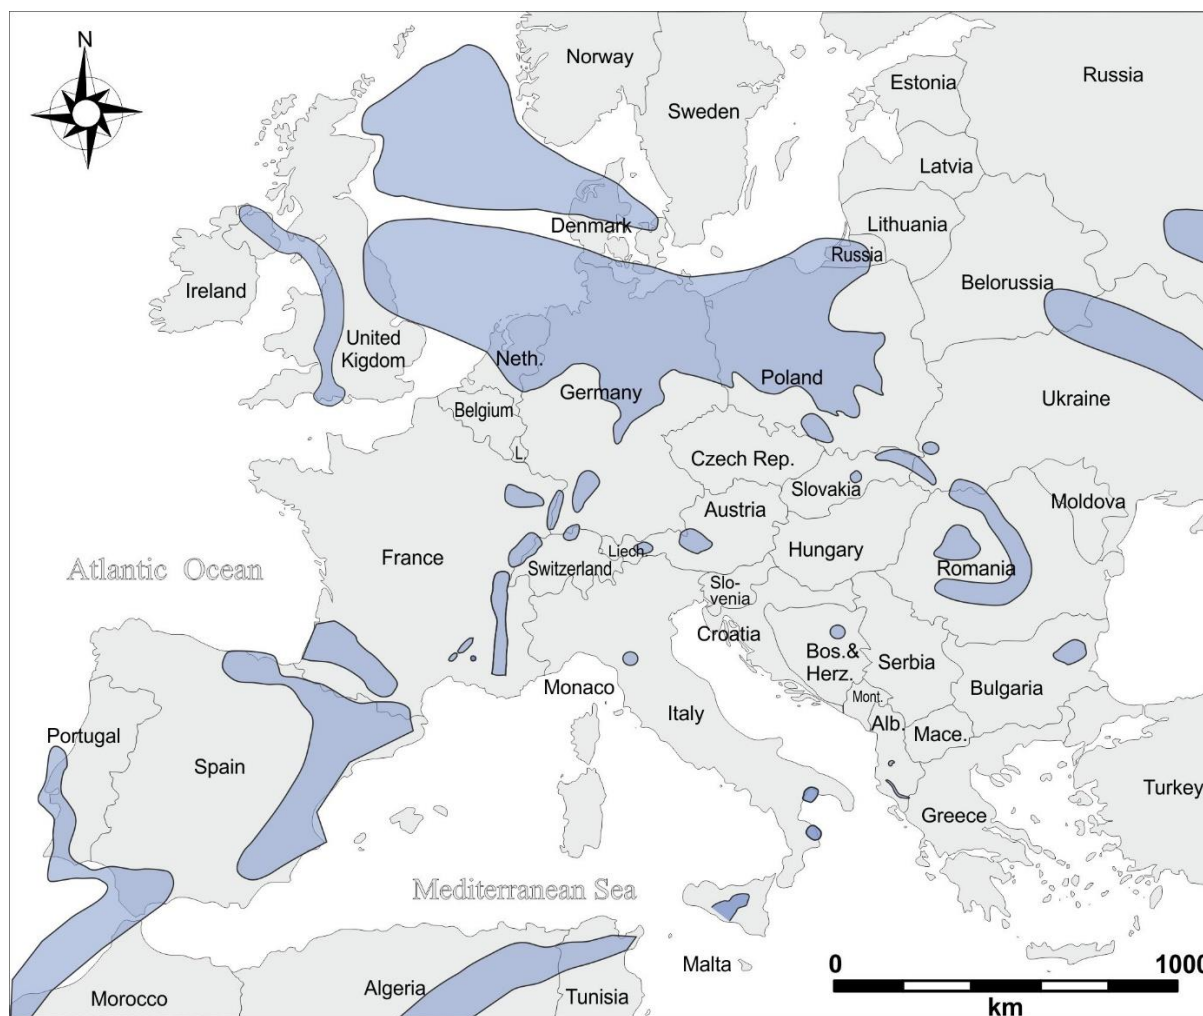 N
Norway
Sweden
Estonia
Russia
Latvia
Lithuania
Denmark
Russia
Belorussia
Ireland
United
Kigdom
Neth.
Germany
Poland
Ukraine
Belgium
L.
Czech Rep.
Slovakia
Moldova
Austria
France
Liech.
Switzerland
Hungary
Romania
Atlantic Ocean
Slo-
venia
Croatia
Bos.&
Herz.
Serbia
Bulgaria
Monaco
Mont.
Italy
Alb.
Mace.
Portugal
Spain
Turkey
Greece
Mediterranean Sea
Malta
Algeria
Tunisia
Morocco
0
1000
km